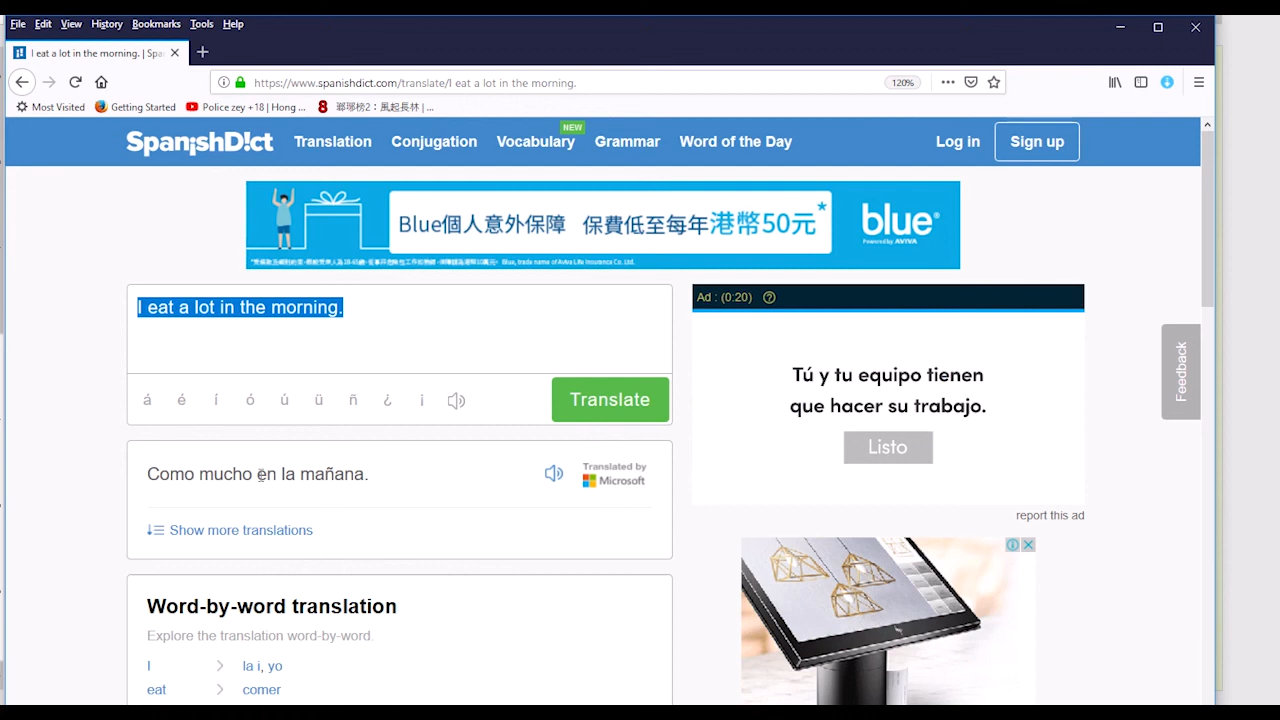 File Edit View History Bookmarks Tools Help
I eat a lot in the morning. | Spa
https://www.spanishdict.com/translate/I eat a lot in the morning.
120%
Most Visited Getting Started Police zey +18 | Hong ... 瑯琊榜2：風起長林 | ...
SpanishD!ct Translation Conjugation Vocabulary NEW Grammar Word of the Day Log in Sign up
Blue個人意外保障 保費低至每年港幣50元*
blue
Powered by AVIVA
Blue, trade name of Aviva Life Insurance Co. Ltd.
I eat a lot in the morning.
á é í ó ú ü ñ ¿ ¡
Translate
Como mucho en la mañana.
Translated by
Microsoft
Show more translations
Word-by-word translation
Explore the translation word-by-word.
I > la i, yo
eat > comer
Ad : (0:20)
Tú y tu equipo tienen
que hacer su trabajo.
Listo
report this ad
Feedback